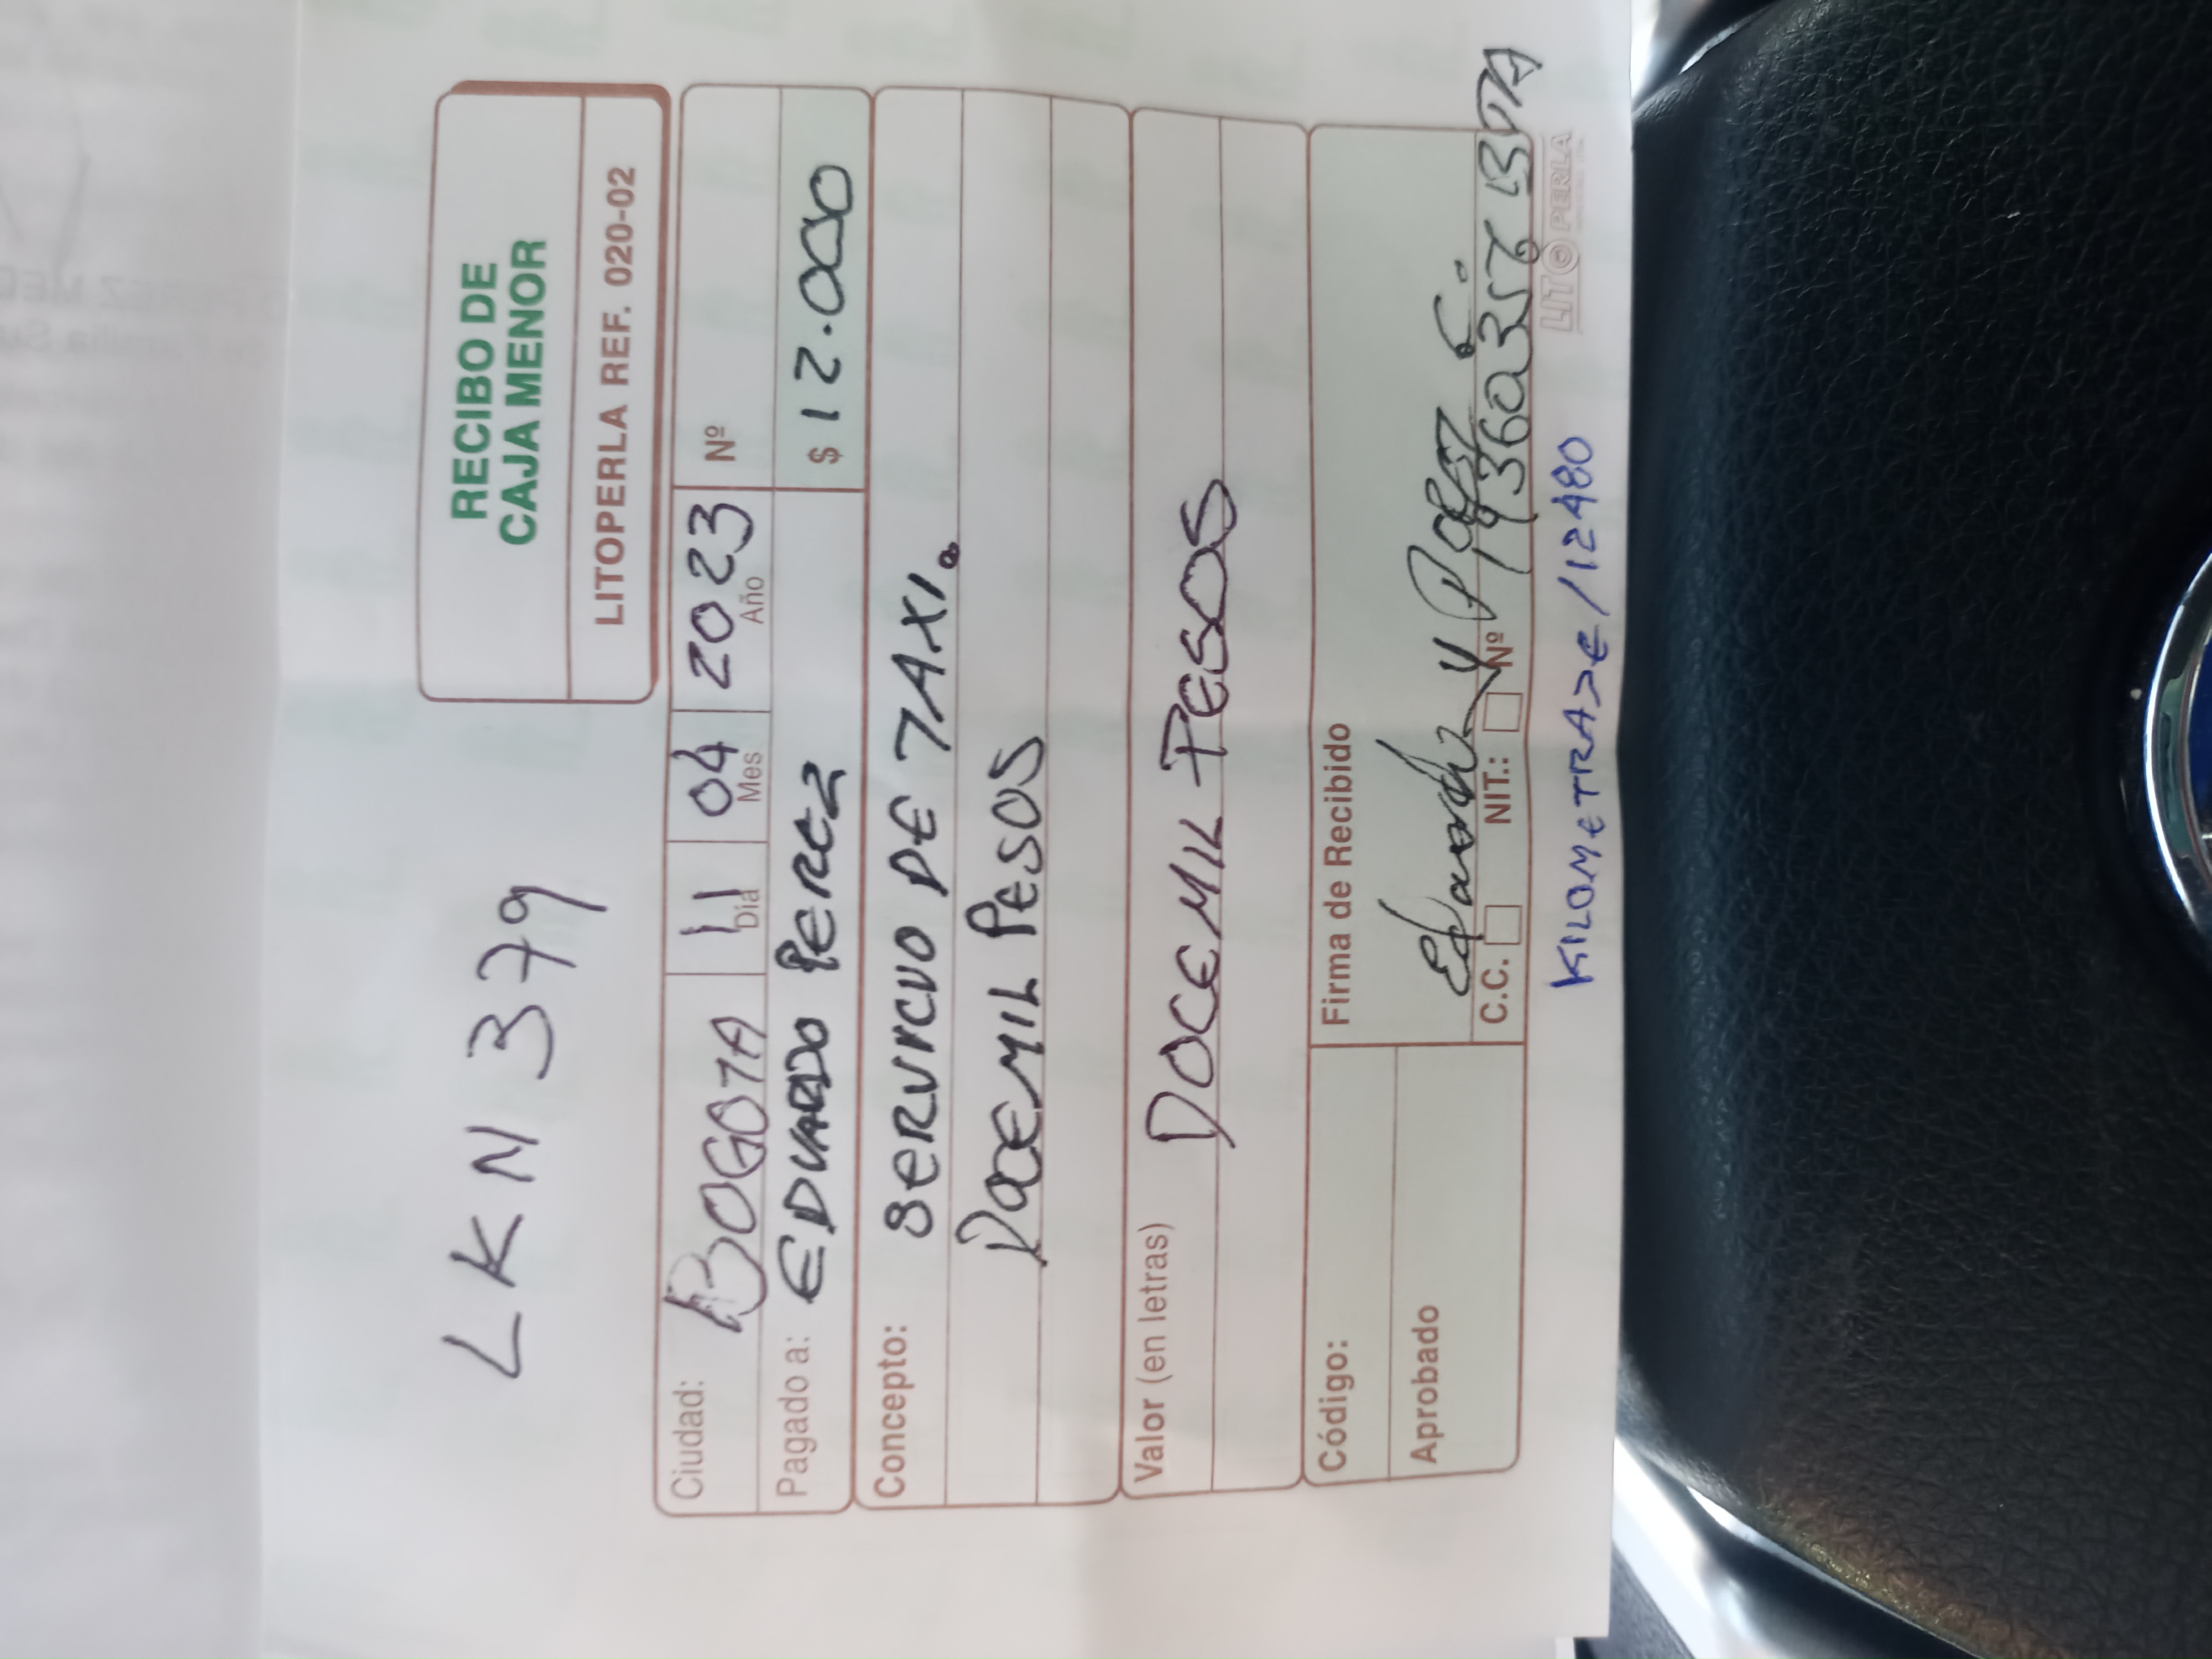 LKN 379
RECIBO DE
CAJA MENOR
LITOPERLA REF. 020-02
Ciudad: BOGOTA 11 04 2023 Nº
Día Mes Año
Pagado a: EDUARDO PEREZ $ 12.000
Concepto: SERVICIO DE TAXI.
DOCEMIL PESOS
Valor (en letras) DOCEMIL PESOS
Código: Firma de Recibido
Aprobado
C.C. NIT.: Nº BTA
LITOPERLA
KILOMETRAJE/12480